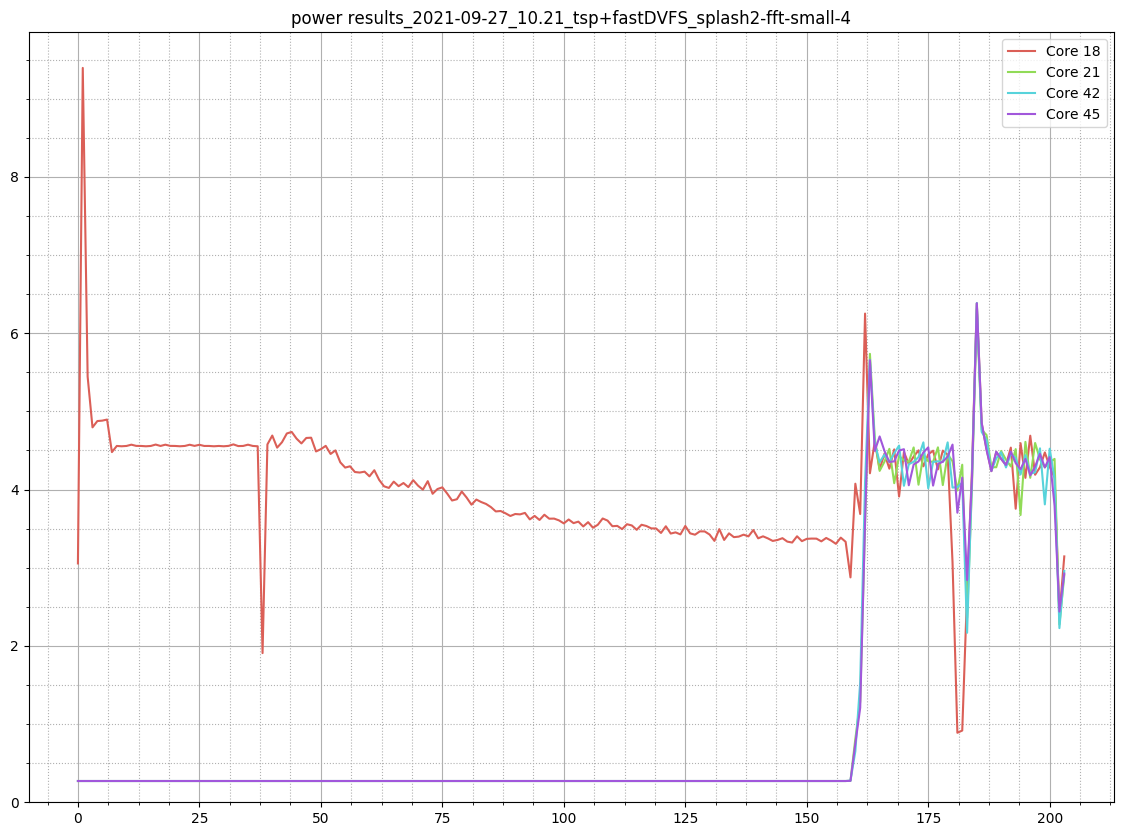 power results_2021-09-27_10.21_tsp+fastDVFS_splash2-fft-small-4
Core 18
Core 21
Core 42
Core 45
8
6
4
2
0
0 25 50 75 100 125 150 175 200